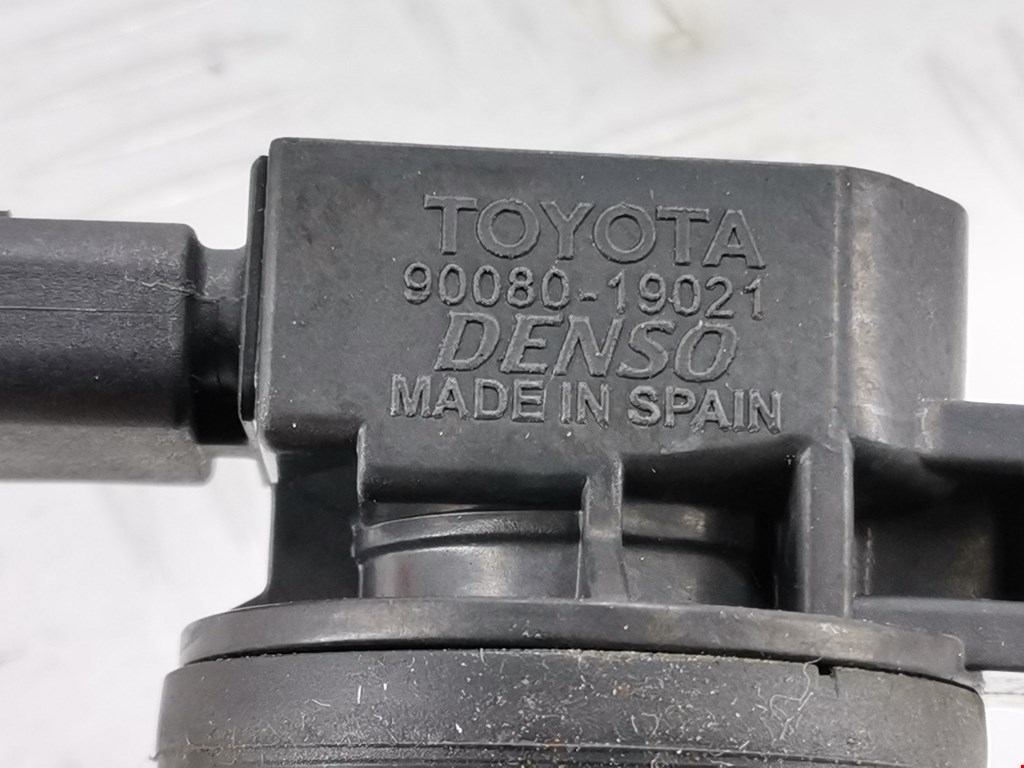 TOYOTA
90080-19021
DENSO
MADE IN SPAIN